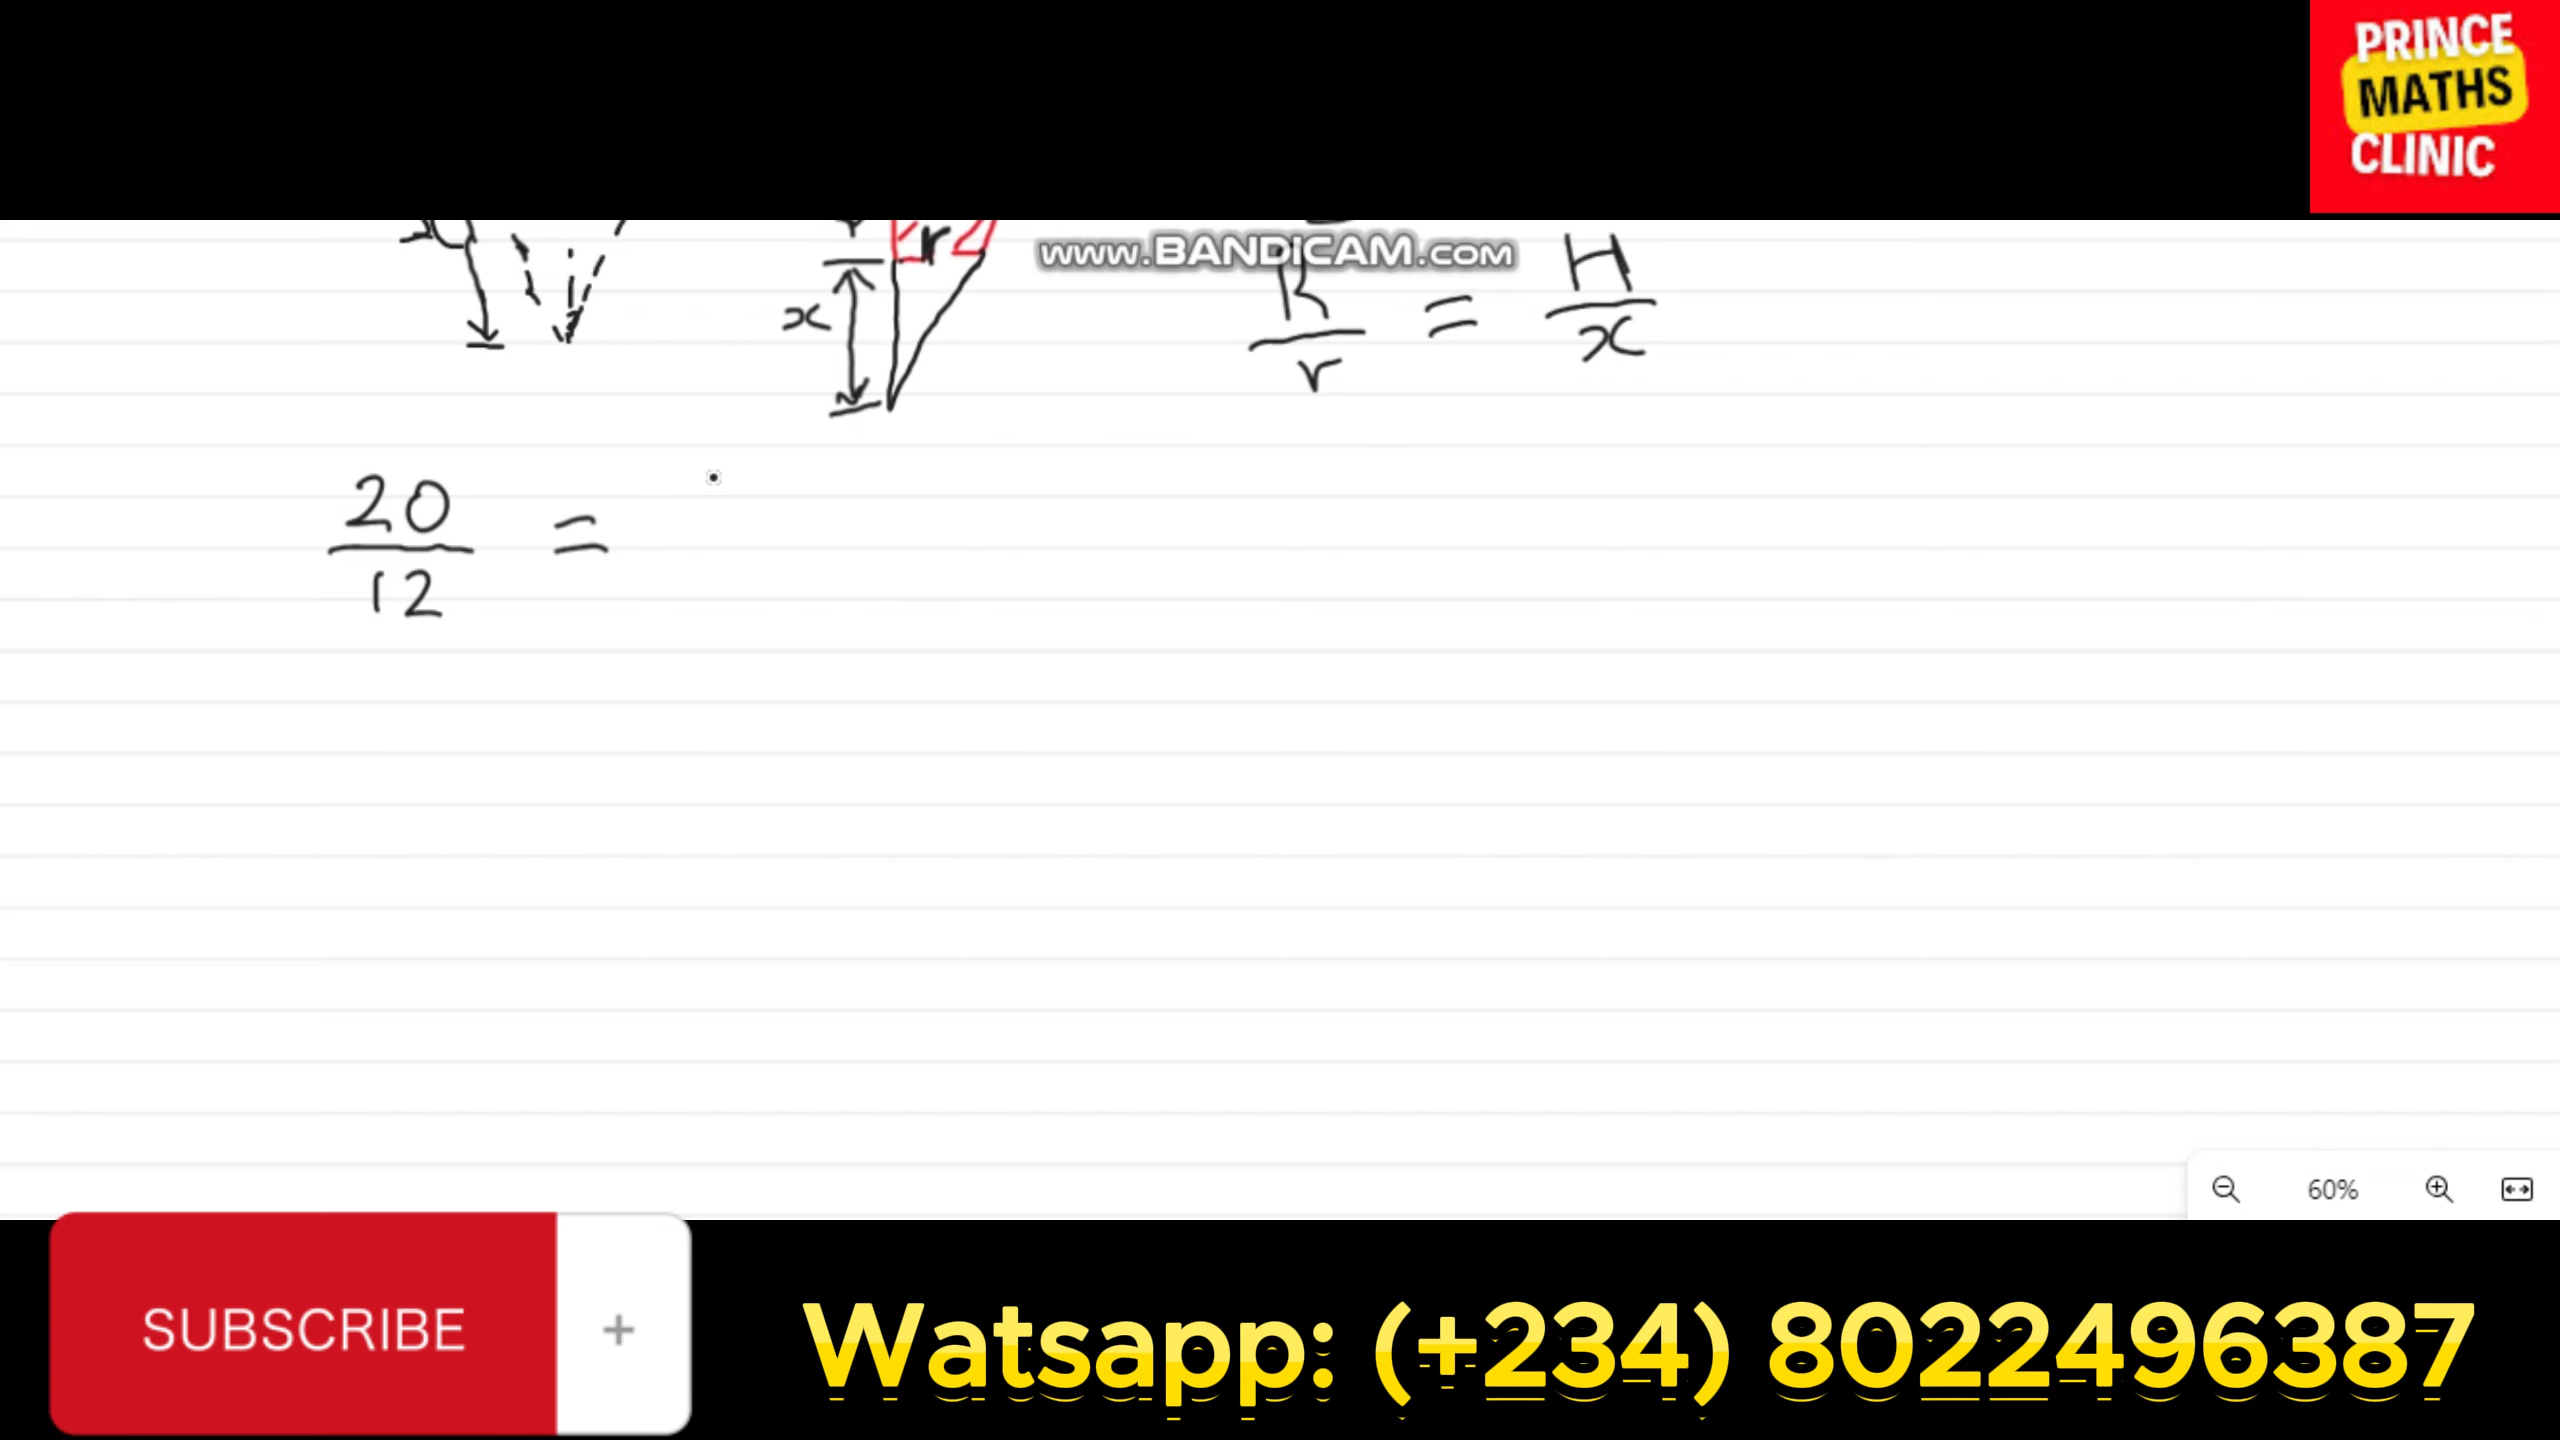 PRINCE
MATHS
CLINIC
www.BANDICAM.com
r
x
R/r = H/x
20/12 =
60%
SUBSCRIBE +
Watsapp: (+234) 8022496387